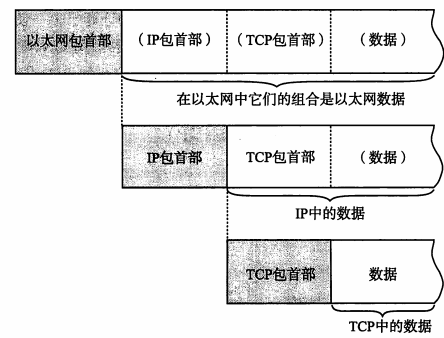 以太网包首部 （IP包首部） （TCP包首部） （数据）
在以太网中它们的组合是以太网数据
IP包首部 TCP包首部 （数据）
IP中的数据
TCP包首部 数据
TCP中的数据